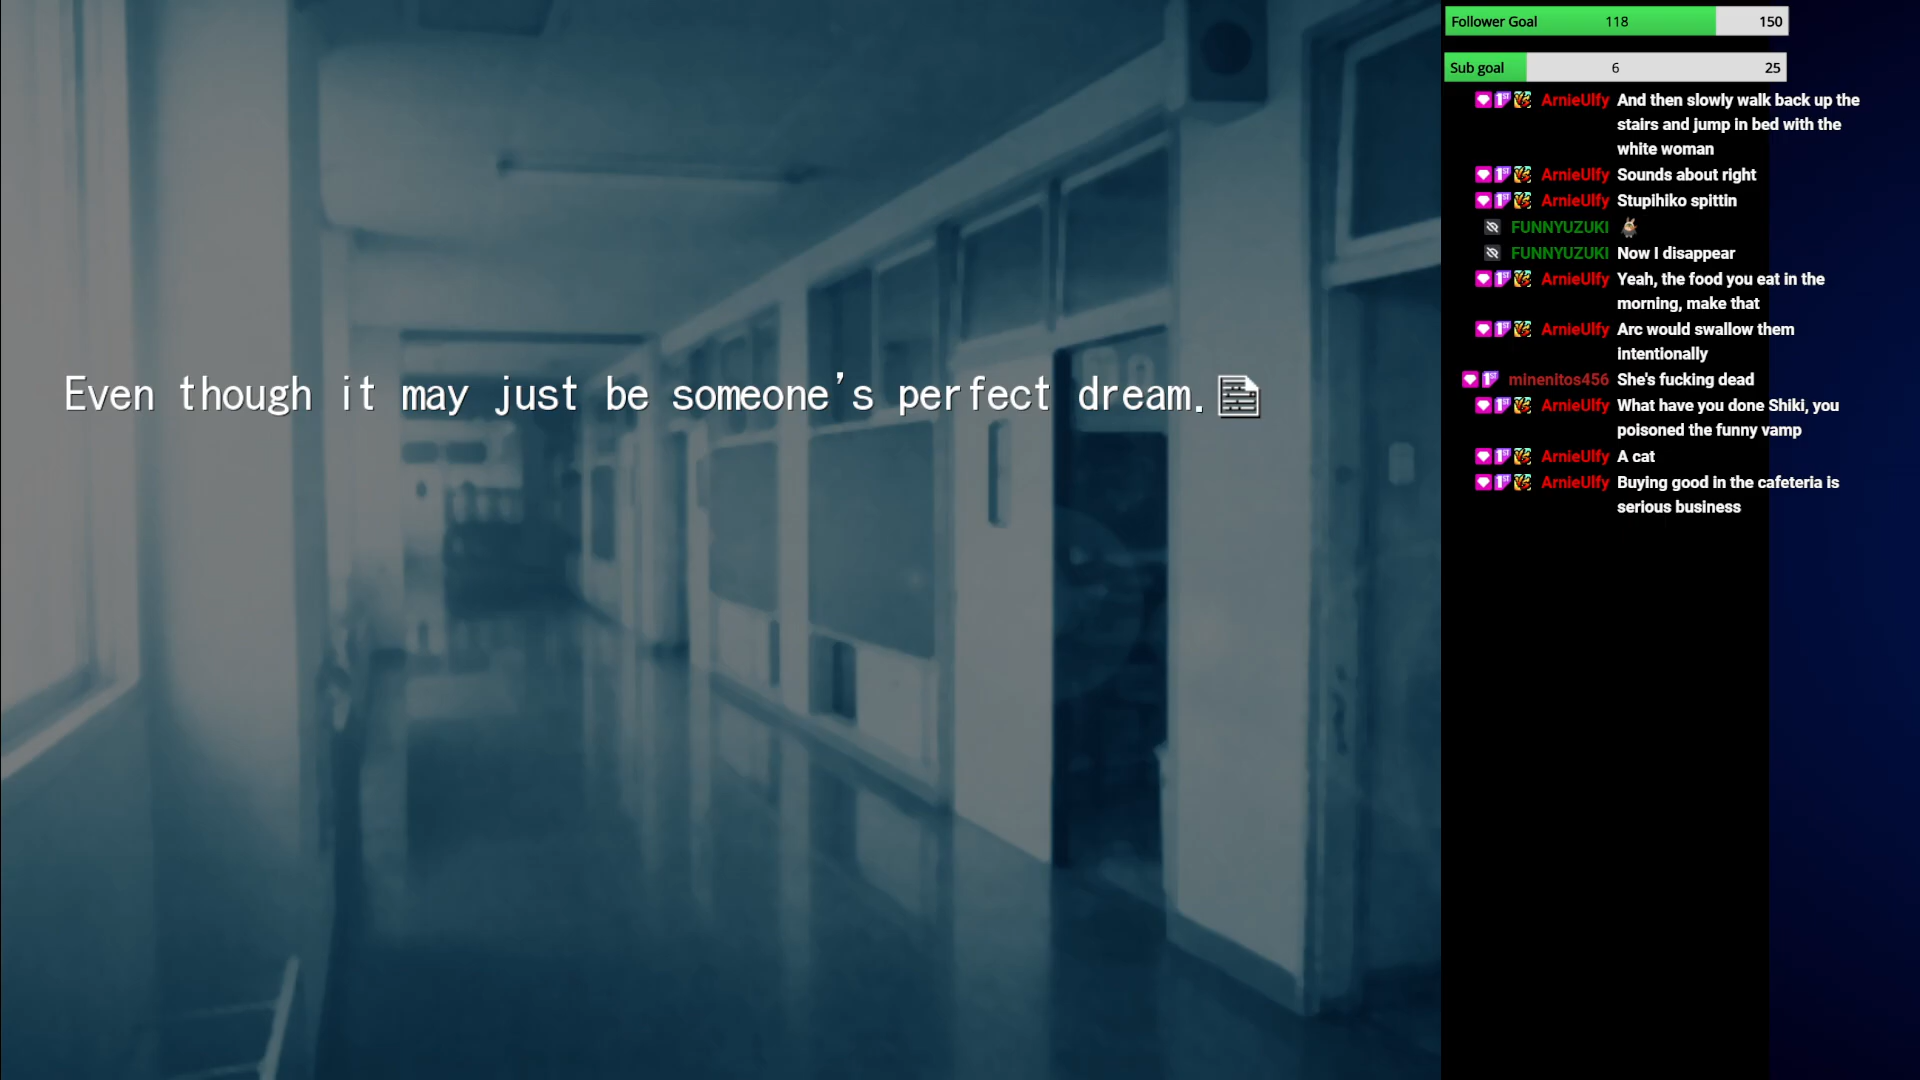 Even though it may just be someone's perfect dream.
Follower Goal 118 150
Sub goal 6 25
ArnieUlfy And then slowly walk back up the
stairs and jump in bed with the
white woman
ArnieUlfy Sounds about right
ArnieUlfy Stupihiko spittin
FUNNYUZUKI
FUNNYUZUKI Now I disappear
ArnieUlfy Yeah, the food you eat in the
morning, make that
ArnieUlfy Arc would swallow them
intentionally
minenitos456 She's fucking dead
ArnieUlfy What have you done Shiki, you
poisoned the funny vamp
ArnieUlfy A cat
ArnieUlfy Buying good in the cafeteria is
serious business